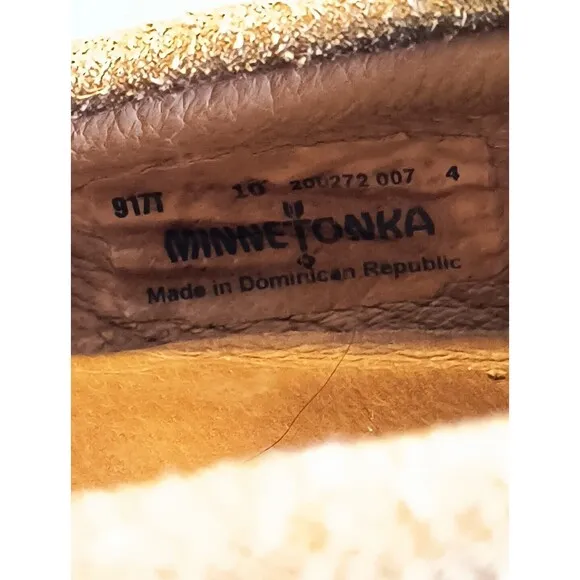 917T 10 200272 007 4
MINNETONKA
Made in Dominican Republic